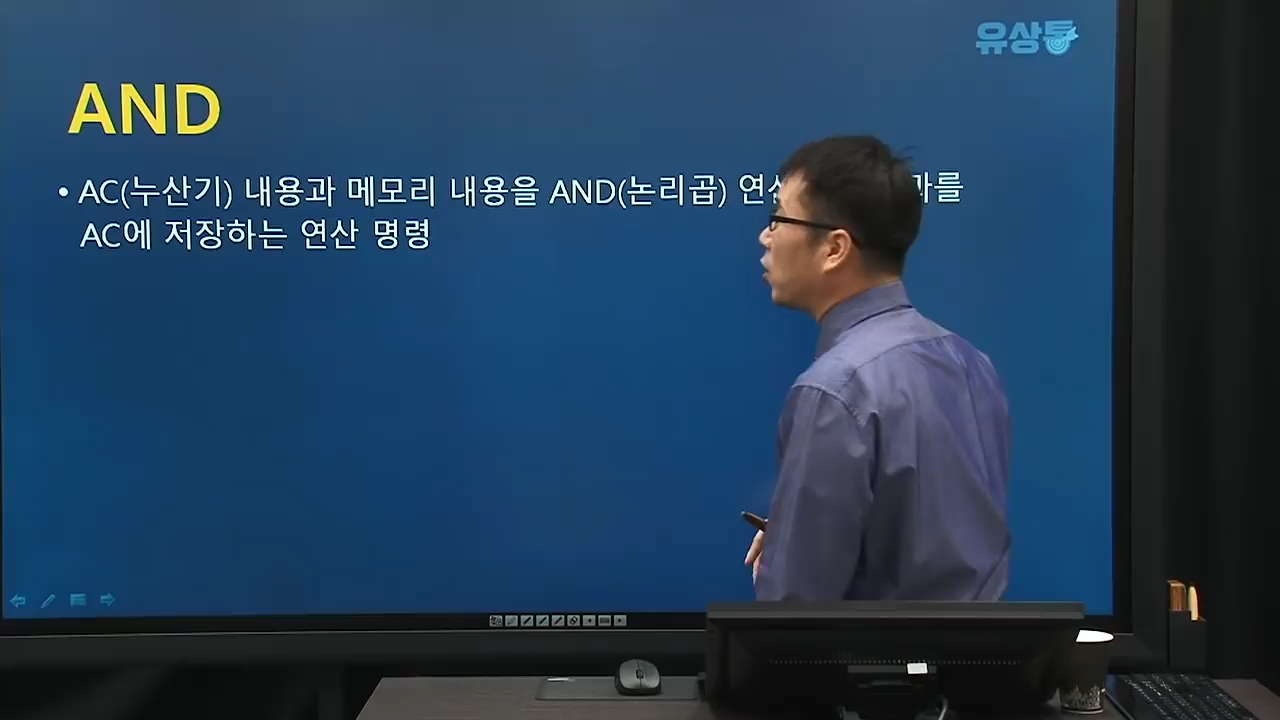 유상통
AND
• AC(누산기) 내용과 메모리 내용을 AND(논리곱)
AC에 저장하는 연산 명령